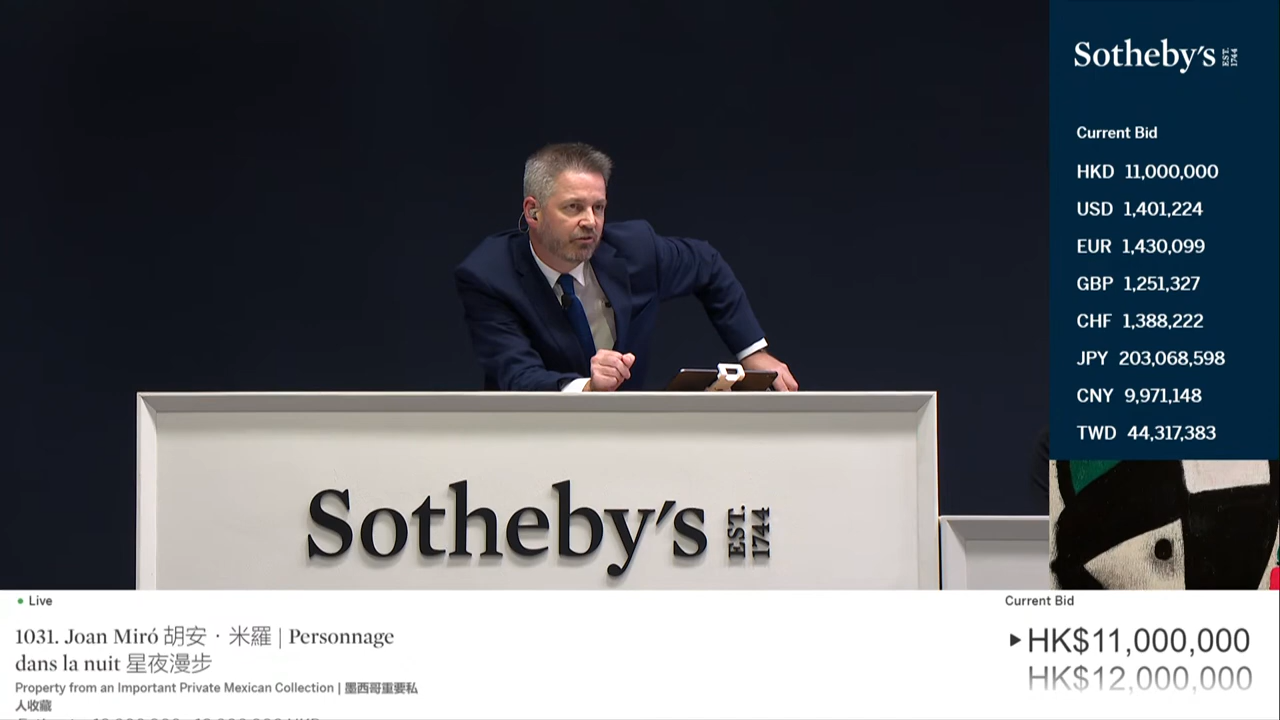 Sotheby's EST. 1744
Current Bid
HKD 11,000,000
USD 1,401,224
EUR 1,430,099
GBP 1,251,327
CHF 1,388,222
JPY 203,068,598
CNY 9,971,148
TWD 44,317,383
Sotheby's EST. 1744
Live
1031. Joan Miró 胡安·米羅 | Personnage
dans la nuit 星夜漫步
Property from an Important Private Mexican Collection | 墨西哥重要私
人收藏
Current Bid
HK$11,000,000
HK$12,000,000